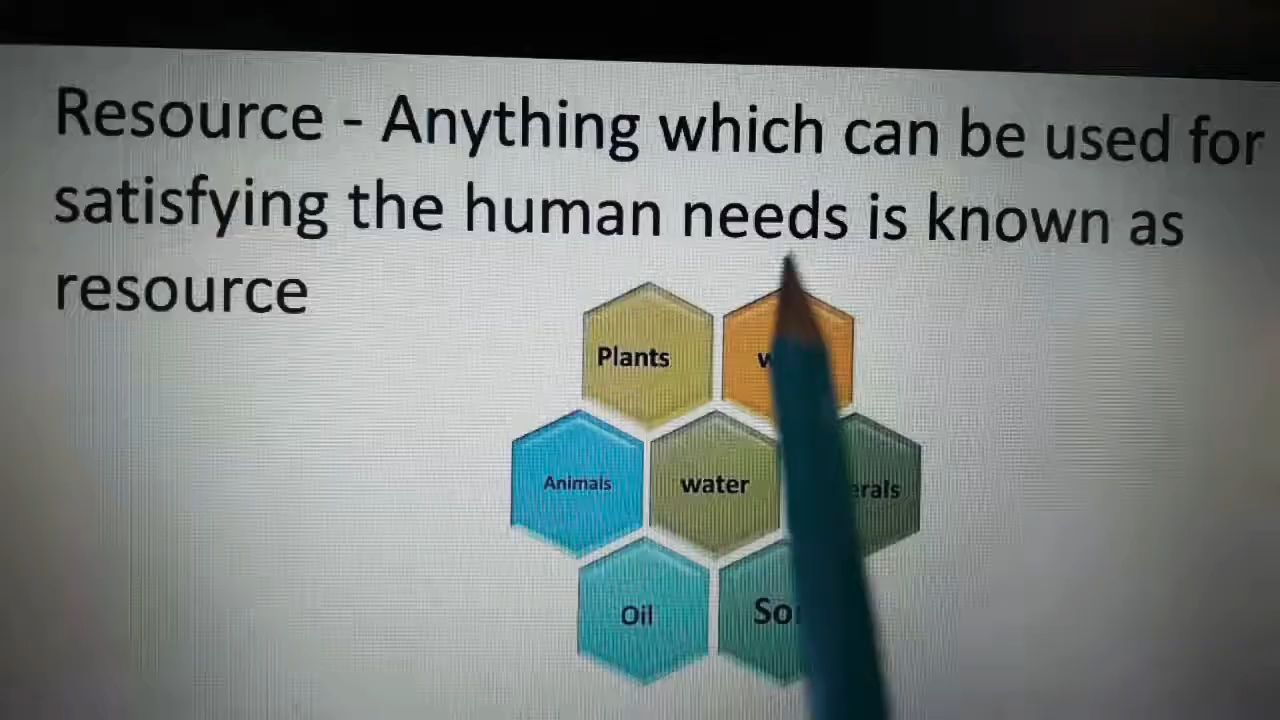 Resource - Anything which can be used for
satisfying the human needs is known as
resource
Plants
Animals
water
Oil